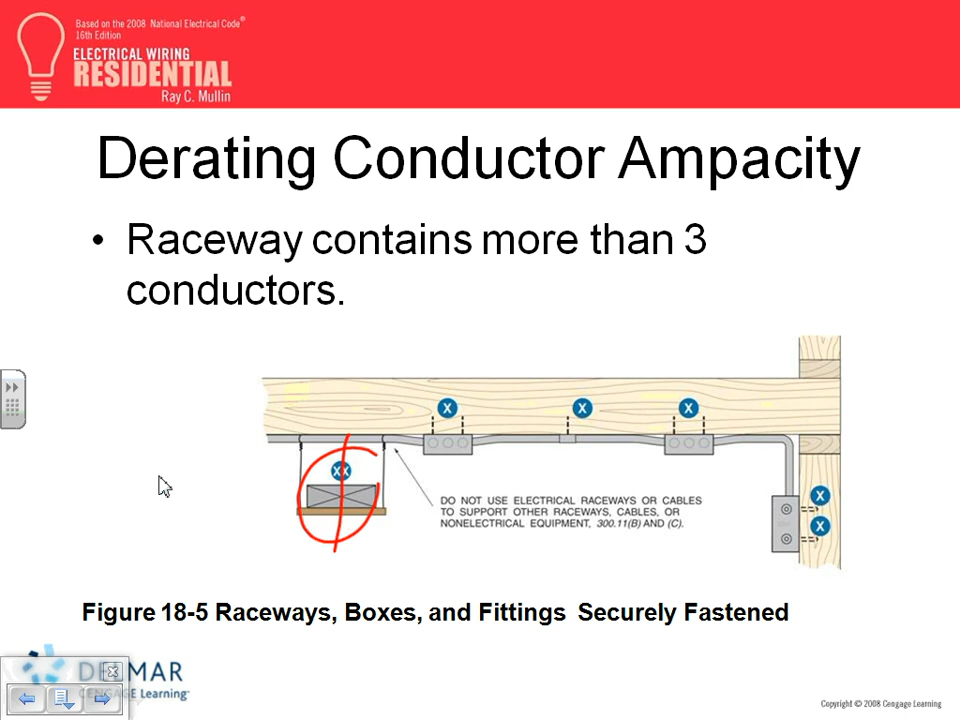 Based on the 2008 National Electrical Code®
16th Edition
ELECTRICAL WIRING
RESIDENTIAL
Ray C. Mullin
Derating Conductor Ampacity
• Raceway contains more than 3
conductors.
X
X
X
XX
X
X
DO NOT USE ELECTRICAL RACEWAYS OR CABLES
TO SUPPORT OTHER RACEWAYS, CABLES, OR
NONELECTRICAL EQUIPMENT, 300.11(B) AND (C).
Figure 18-5 Raceways, Boxes, and Fittings Securely Fastened
DELMAR
CENGAGE Learning™
Copyright © 2008 Cengage Learning